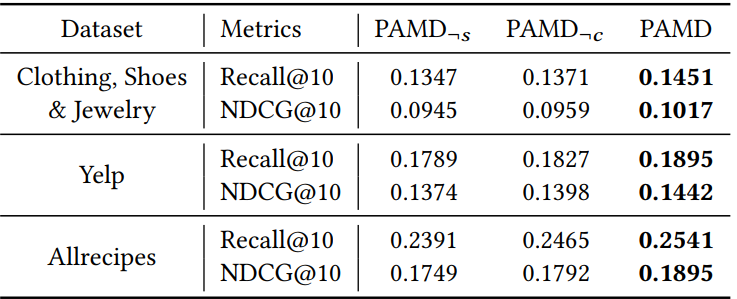 Dataset Metrics PAMD¬s PAMD¬c PAMD
Clothing, Shoes & Jewelry Recall@10 0.1347 0.1371 0.1451
NDCG@10 0.0945 0.0959 0.1017
Yelp Recall@10 0.1789 0.1827 0.1895
NDCG@10 0.1374 0.1398 0.1442
Allrecipes Recall@10 0.2391 0.2465 0.2541
NDCG@10 0.1749 0.1792 0.1895